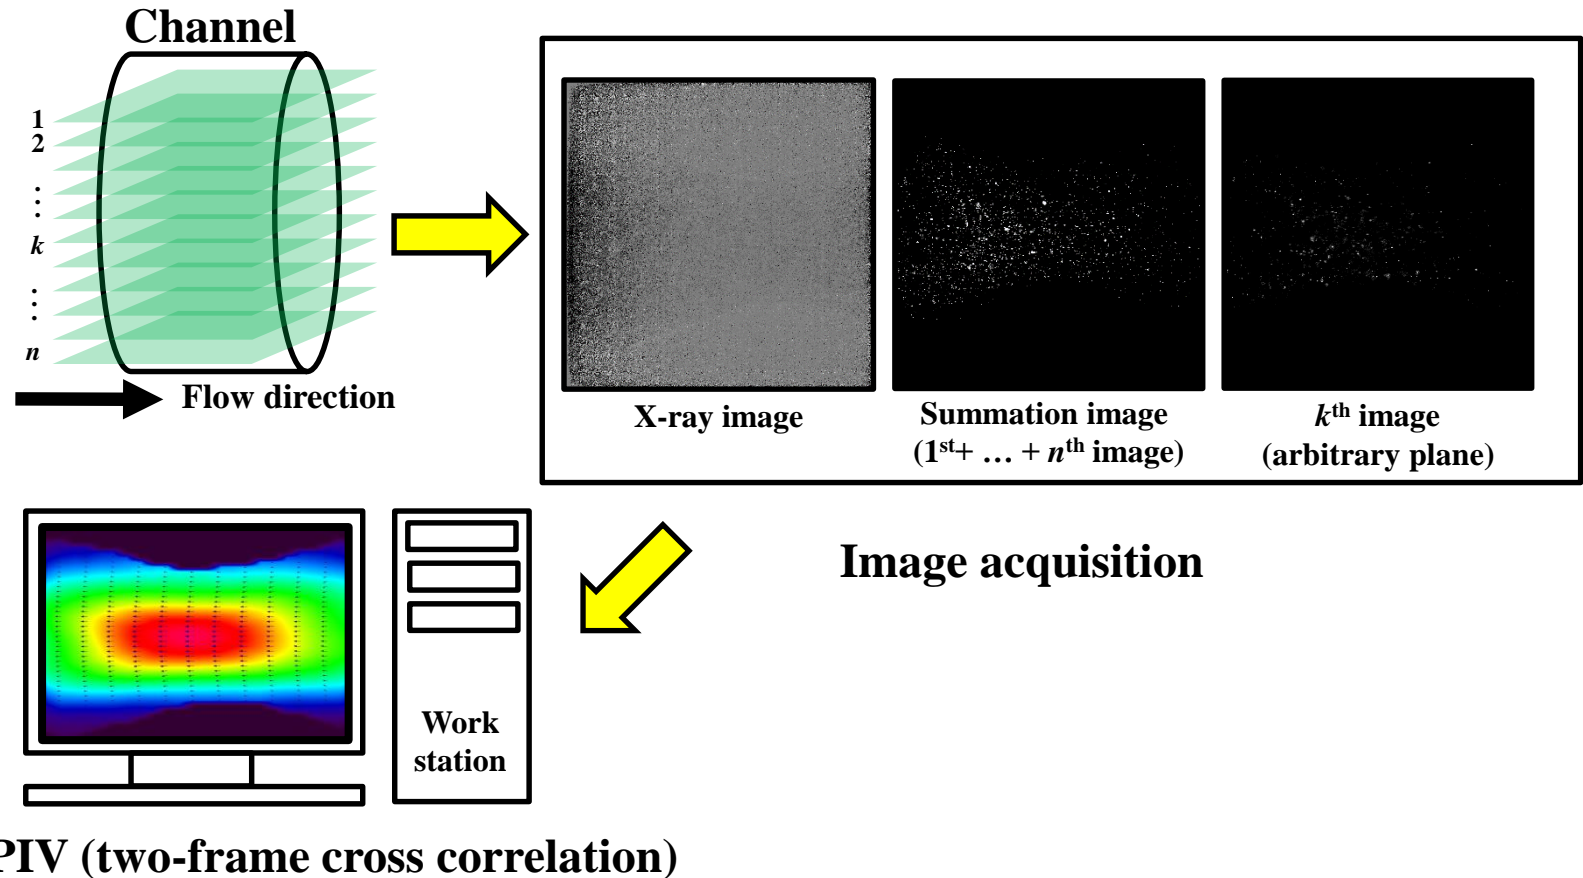 Channel
1
2
⋮
k
⋮
n
Flow direction
X-ray image
Summation image
(1st+ … + nth image)
kth image
(arbitrary plane)
Image acquisition
Work
station
PIV (two-frame cross correlation)